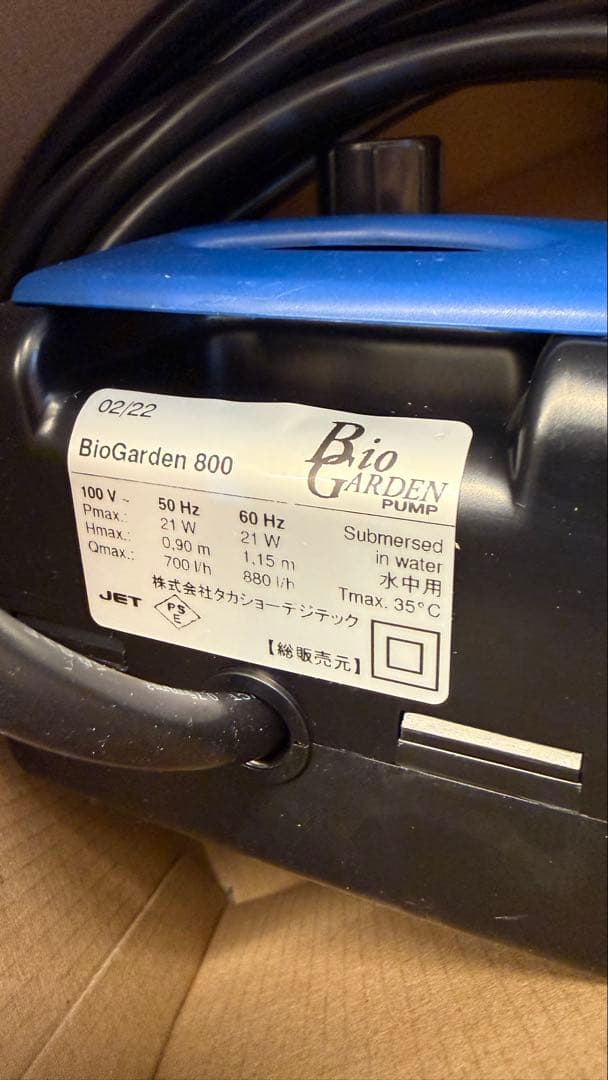 02/22
BioGarden 800
Bio
GARDEN
PUMP
100 V ~ 50 Hz 60 Hz
Pmax.: 21 W 21 W
Hmax.: 0,90 m 1,15 m
Qmax.: 700 l/h 880 l/h
Submersed
in water
水中用
Tmax. 35°C
株式会社タカショーデジテック
JET
PS
E
【総販売元】